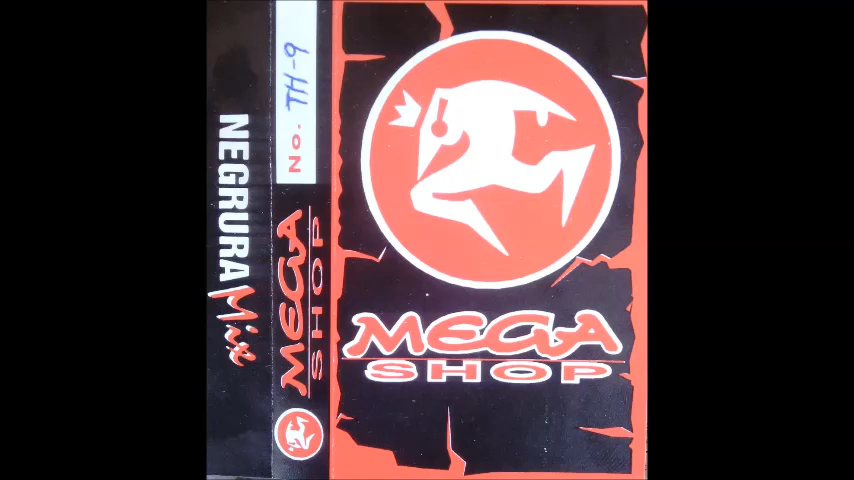 NEGRURA Mix
No. TH-9
MEGA
SHOP
MEGA
SHOP